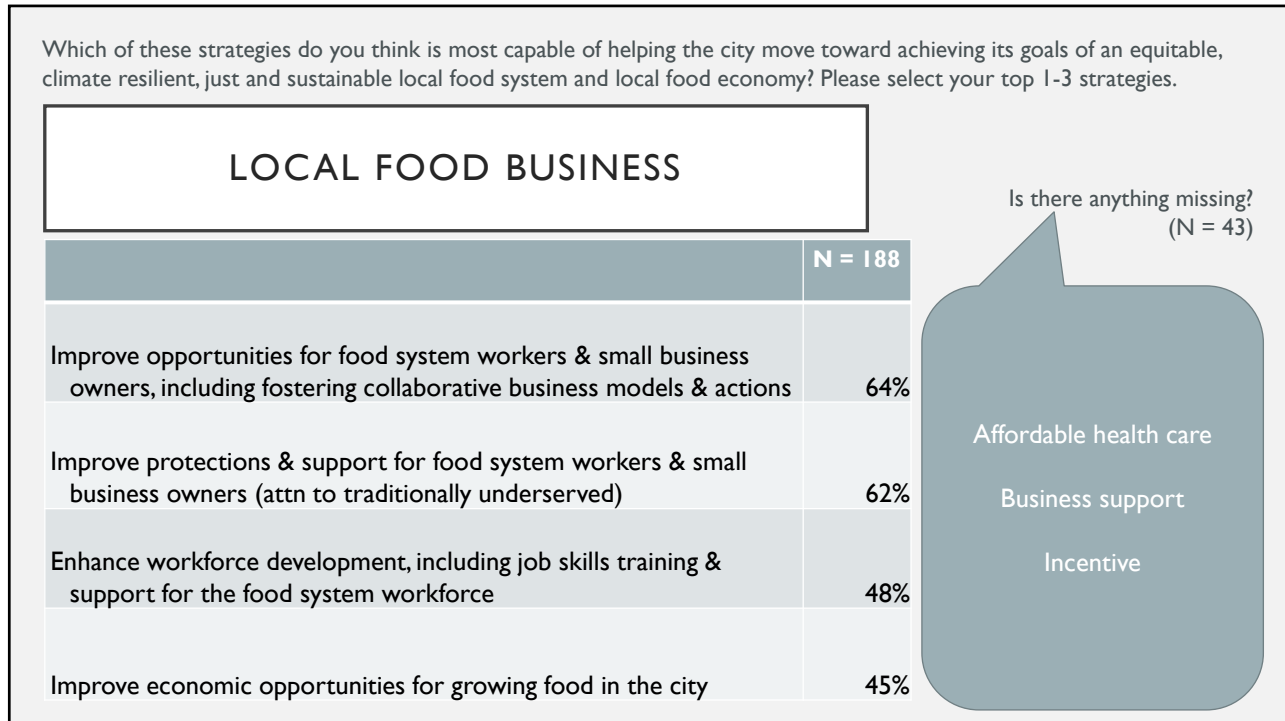 Which of these strategies do you think is most capable of helping the city move toward achieving its goals of an equitable,
climate resilient, just and sustainable local food system and local food economy? Please select your top 1-3 strategies.
LOCAL FOOD BUSINESS
N = 188
Improve opportunities for food system workers & small business
owners, including fostering collaborative business models & actions 64%
Improve protections & support for food system workers & small
business owners (attn to traditionally underserved) 62%
Enhance workforce development, including job skills training &
support for the food system workforce 48%
Improve economic opportunities for growing food in the city 45%
Is there anything missing?
(N = 43)
Affordable health care
Business support
Incentive